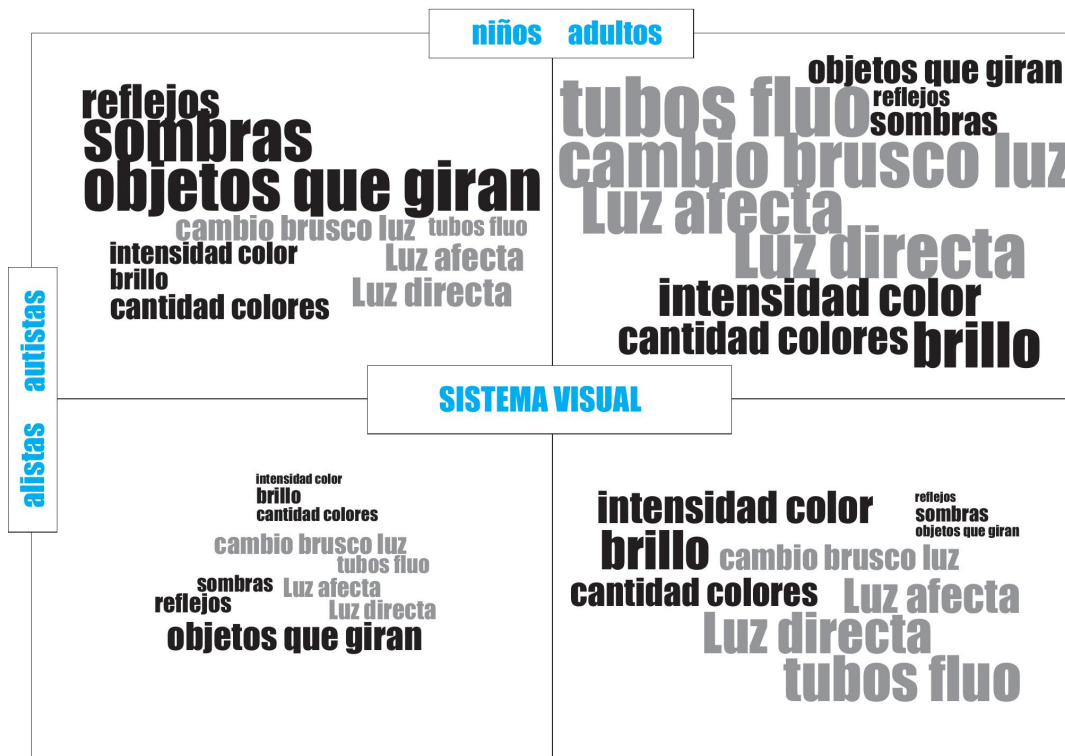 niños adultos
reflejos
sombras
objetos que giran
cambio brusco luz
tubos fluo
intensidad color
Luz afecta
brillo
Luz directa
cantidad colores
objetos que giran
tubos fluo
reflejos
sombras
cambio brusco luz
Luz afecta
Luz directa
intensidad color
cantidad colores
brillo
alistas autistas
SISTEMA VISUAL
intensidad color
brillo
cantidad colores
cambio brusco luz
tubos fluo
sombras
Luz afecta
reflejos
Luz directa
objetos que giran
intensidad color
reflejos
sombras
objetos que giran
brillo
cambio brusco luz
cantidad colores
Luz afecta
Luz directa
tubos fluo